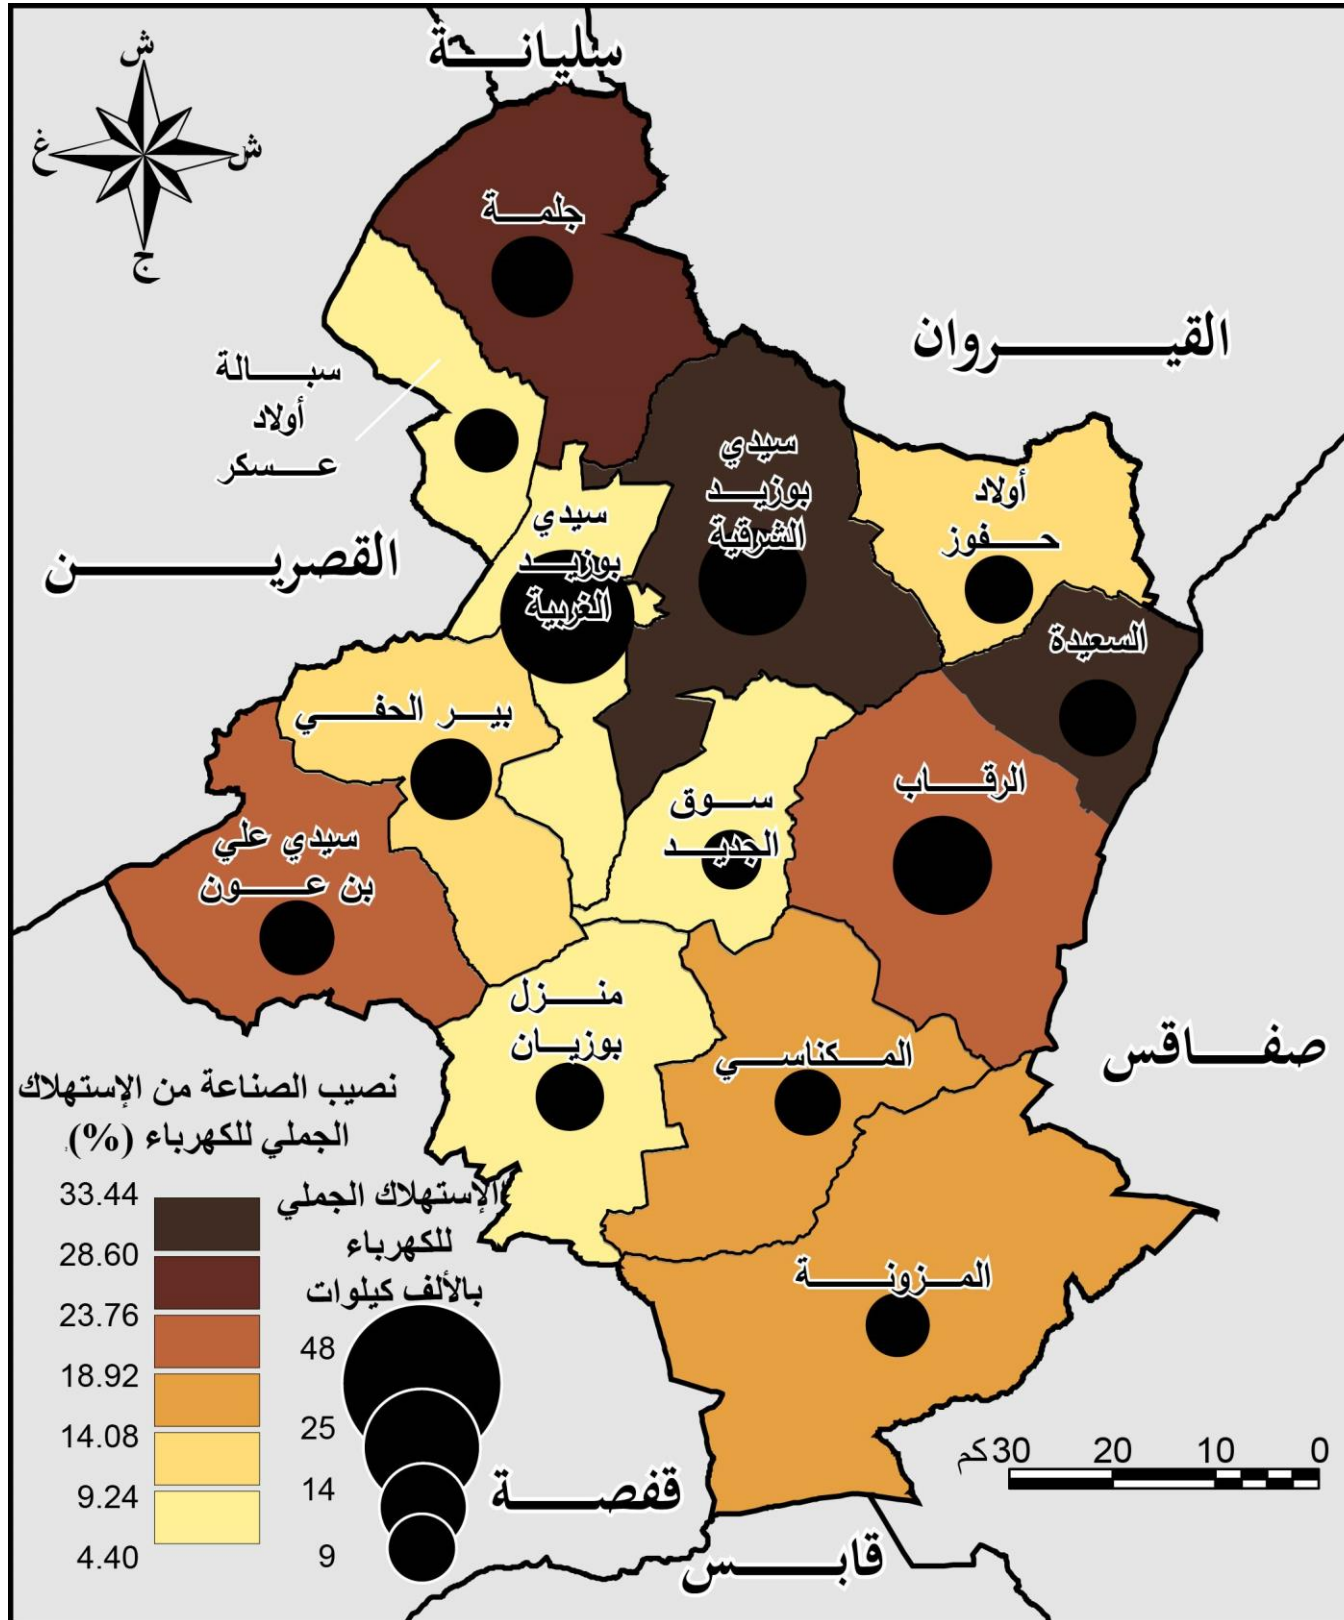 سليانة
ش
غ
ش
ج
جلمة
القيروان
سبالة
أولاد
عسكر
سيدي
بوزيد
الشرقية
أولاد
حفوز
سيدي
بوزيد
الغربية
القصرين
السعيدة
بير الحفي
الرقاب
سوق
الجديد
سيدي علي
بن عون
منزل
بوزيان
المكناسي
صفاقس
المزونة
نصيب الصناعة من الإستهلاك
الجملي للكهرباء (%)
33.44
28.60
23.76
18.92
14.08
9.24
4.40
الإستهلاك الجملي
للكهرباء
بالألف كيلوات
48
25
14
9
قفصة
قابس
0 10 20 30 كم